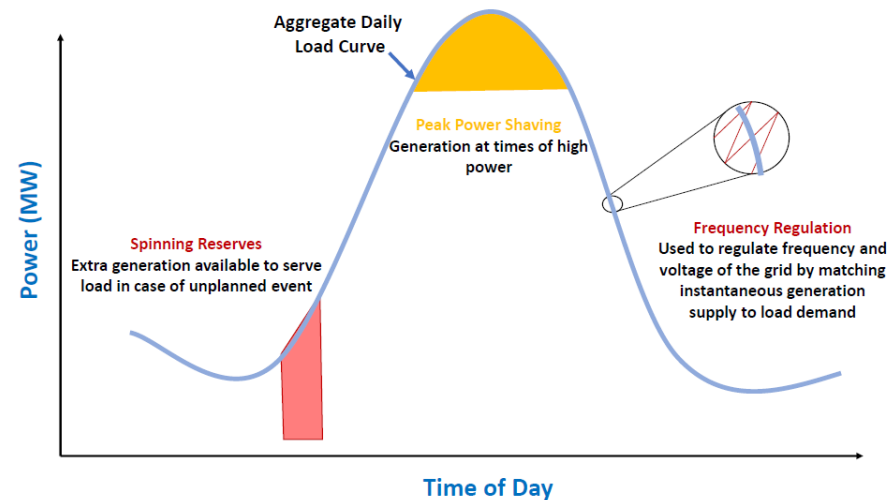 Aggregate Daily
Load Curve
Peak Power Shaving
Generation at times of high
power
Spinning Reserves
Extra generation available to serve
load in case of unplanned event
Frequency Regulation
Used to regulate frequency and
voltage of the grid by matching
instantaneous generation
supply to load demand
Power (MW)
Time of Day